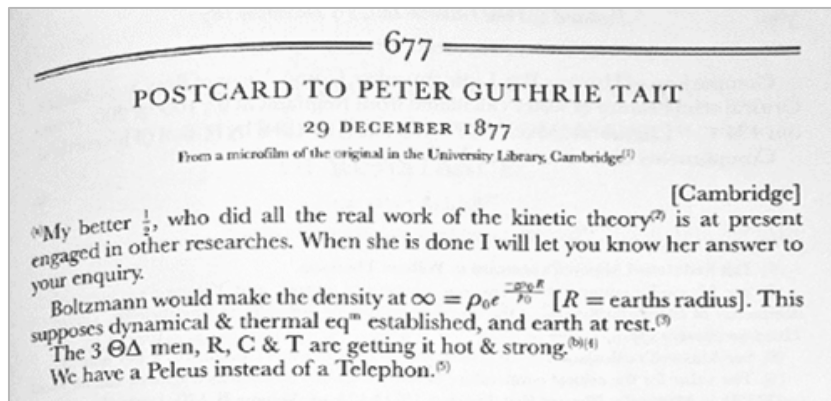 677
POSTCARD TO PETER GUTHRIE TAIT
29 DECEMBER 1877
From a microfilm of the original in the University Library, Cambridge⁽¹⁾
[Cambridge]
⁽ᵃ⁾My better ½, who did all the real work of the kinetic theory⁽²⁾ is at present
engaged in other researches. When she is done I will let you know her answer to
your enquiry.
Boltzmann would make the density at ∞ = ρ₀e [R = earths radius]. This
supposes dynamical & thermal eqᵐ established, and earth at rest.⁽³⁾
The 3 ΘΔ men, R, C & T are getting it hot & strong.⁽ᵇ⁾⁽⁴⁾
We have a Peleus instead of a Telephon.⁽⁵⁾